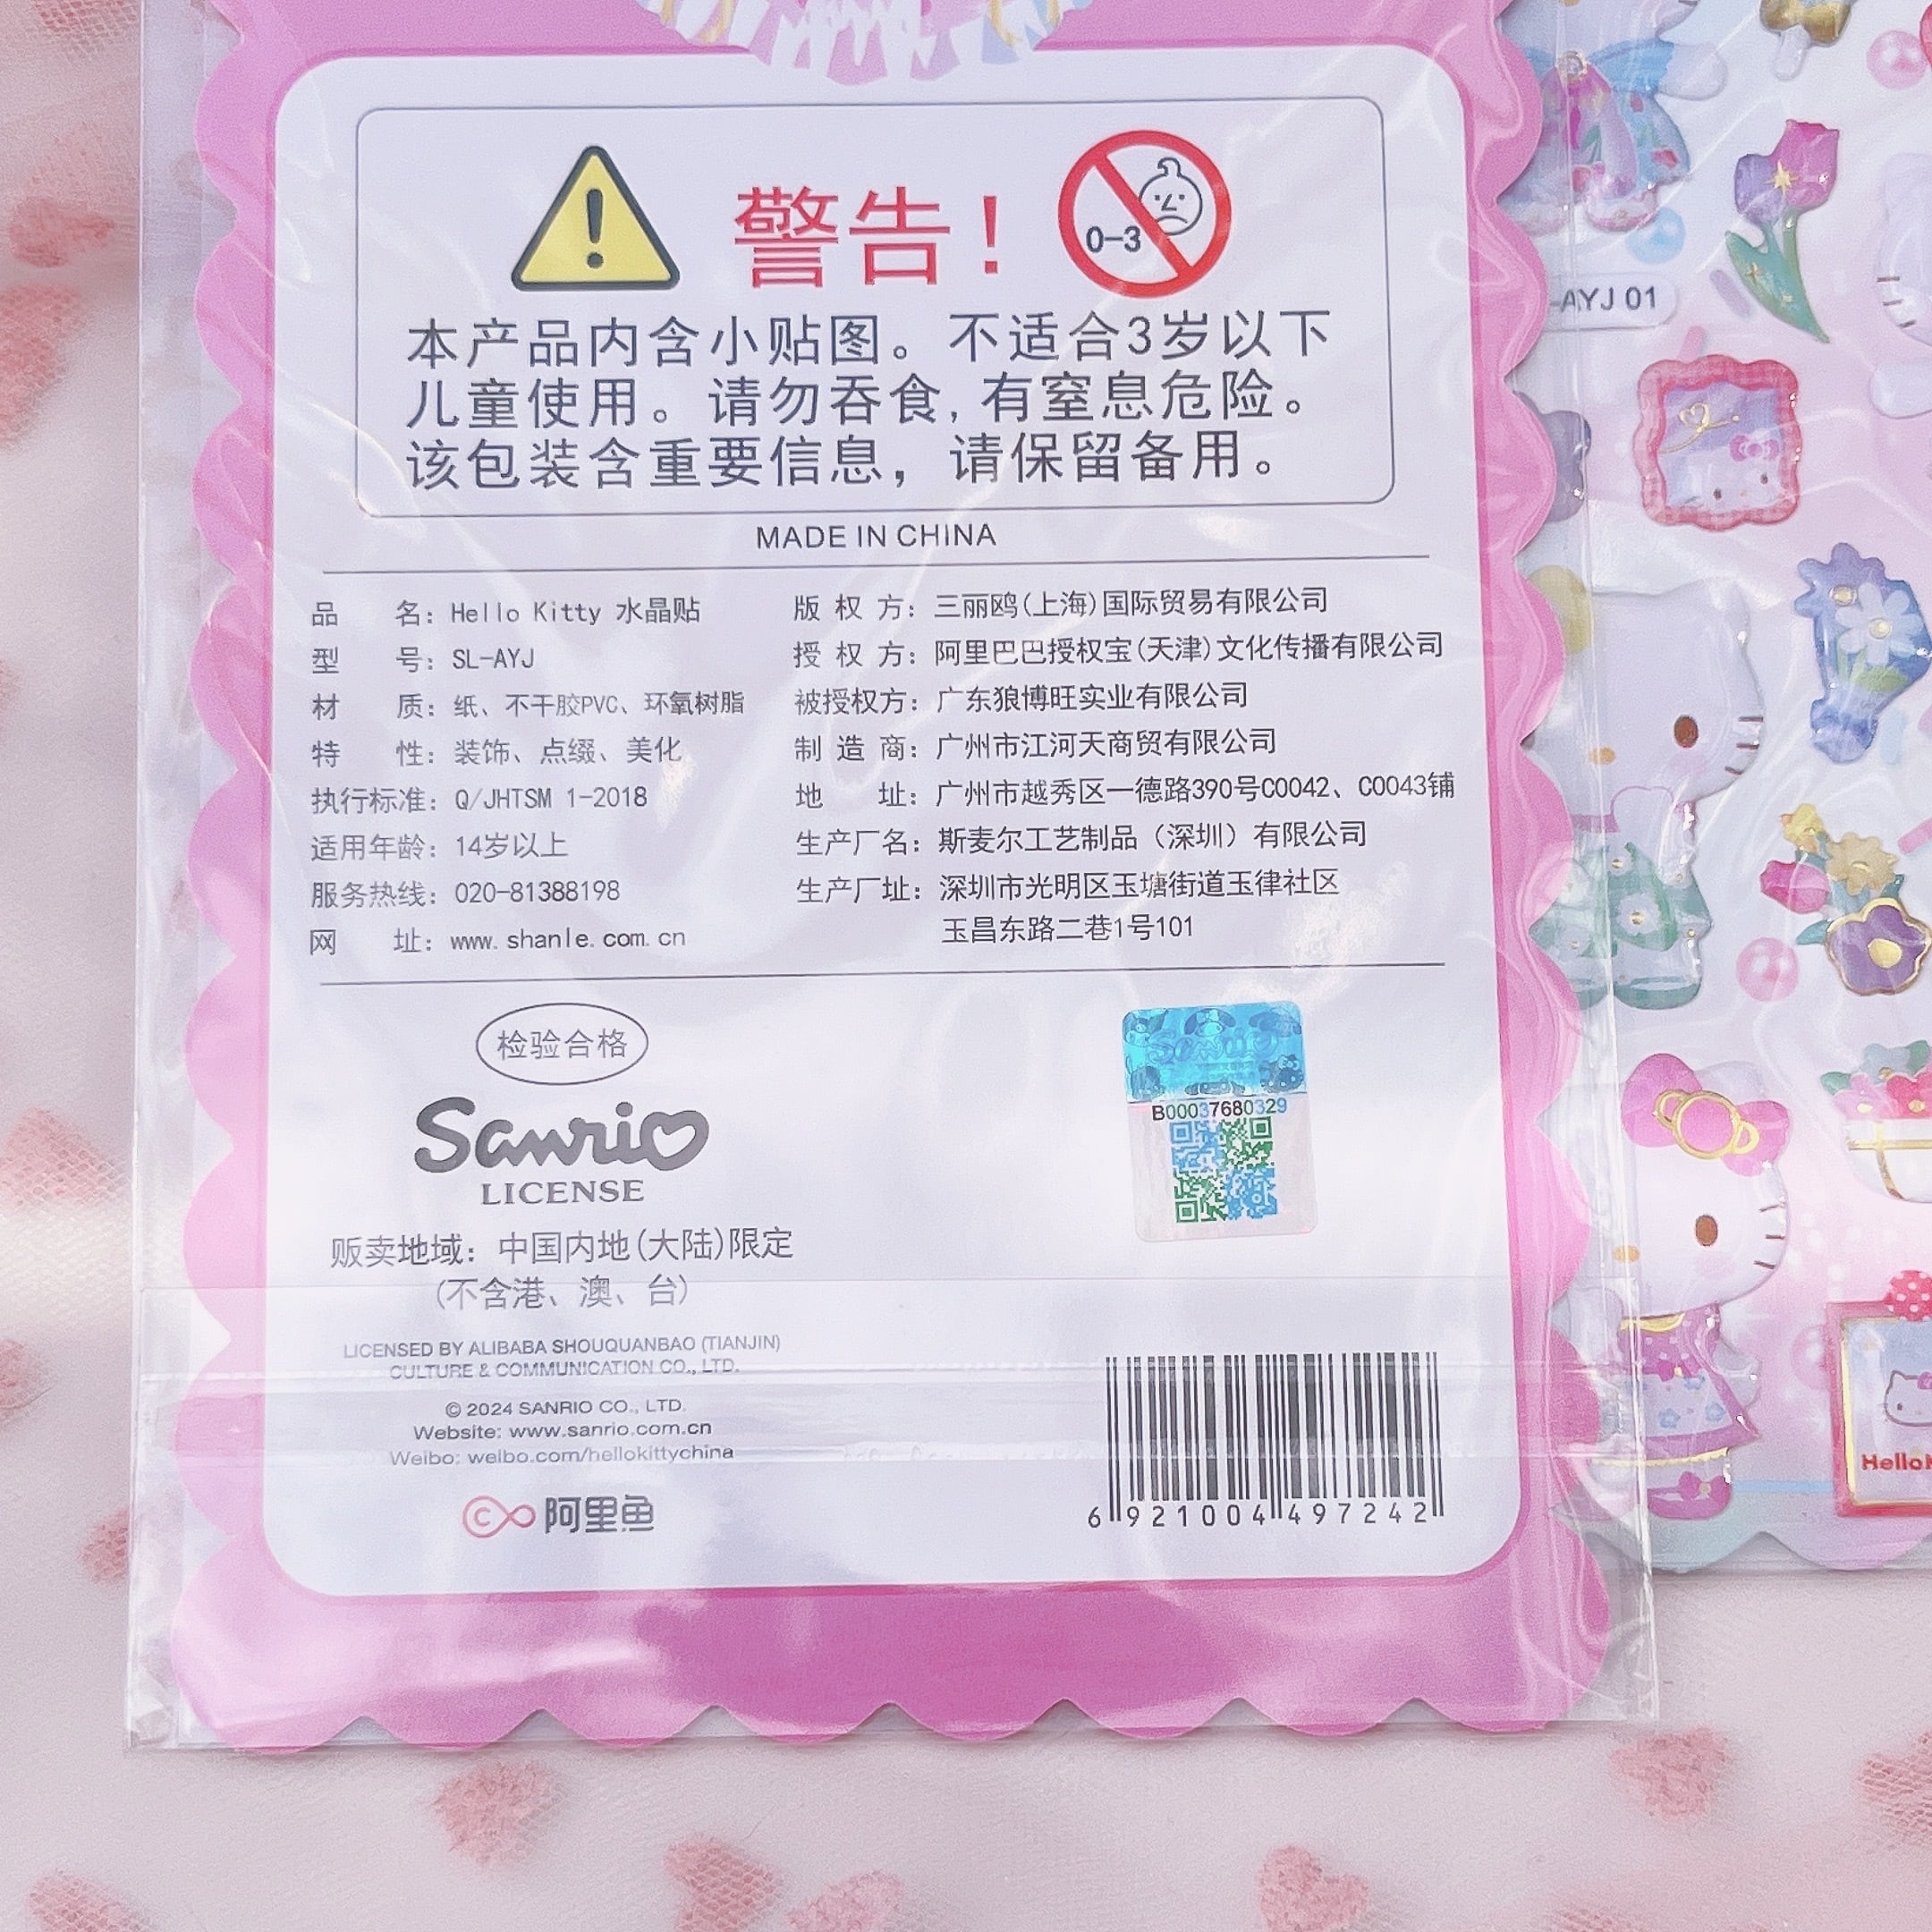 警告！
0-3
本产品内含小贴图。不适合3岁以下
儿童使用。请勿吞食,有窒息危险。
该包装含重要信息，请保留备用。
MADE IN CHINA
品 名：Hello Kitty 水晶贴
型 号：SL-AYJ
材 质：纸、不干胶PVC、环氧树脂
特 性：装饰、点缀、美化
执行标准：Q/JHTSM 1-2018
适用年龄：14岁以上
服务热线：020-81388198
网 址：www.shanle.com.cn
版 权 方：三丽鸥(上海)国际贸易有限公司
授 权 方：阿里巴巴授权宝(天津)文化传播有限公司
被授权方：广东狼博旺实业有限公司
制 造 商：广州市江河天商贸有限公司
地 址：广州市越秀区一德路390号C0042、C0043铺
生产厂名：斯麦尔工艺制品（深圳）有限公司
生产厂址：深圳市光明区玉塘街道玉律社区
玉昌东路二巷1号101
检验合格
Sanrio
LICENSE
贩卖地域：中国内地(大陆)限定
(不含港、澳、台)
LICENSED BY ALIBABA SHOUQUANBAO (TIANJIN)
CULTURE & COMMUNICATION CO., LTD.
© 2024 SANRIO CO., LTD.
Website: www.sanrio.com.cn
Weibo: weibo.com/hellokittychina
阿里鱼
Sanrio
B00037680329
6 921004 497242
-AYJ 01
Hello